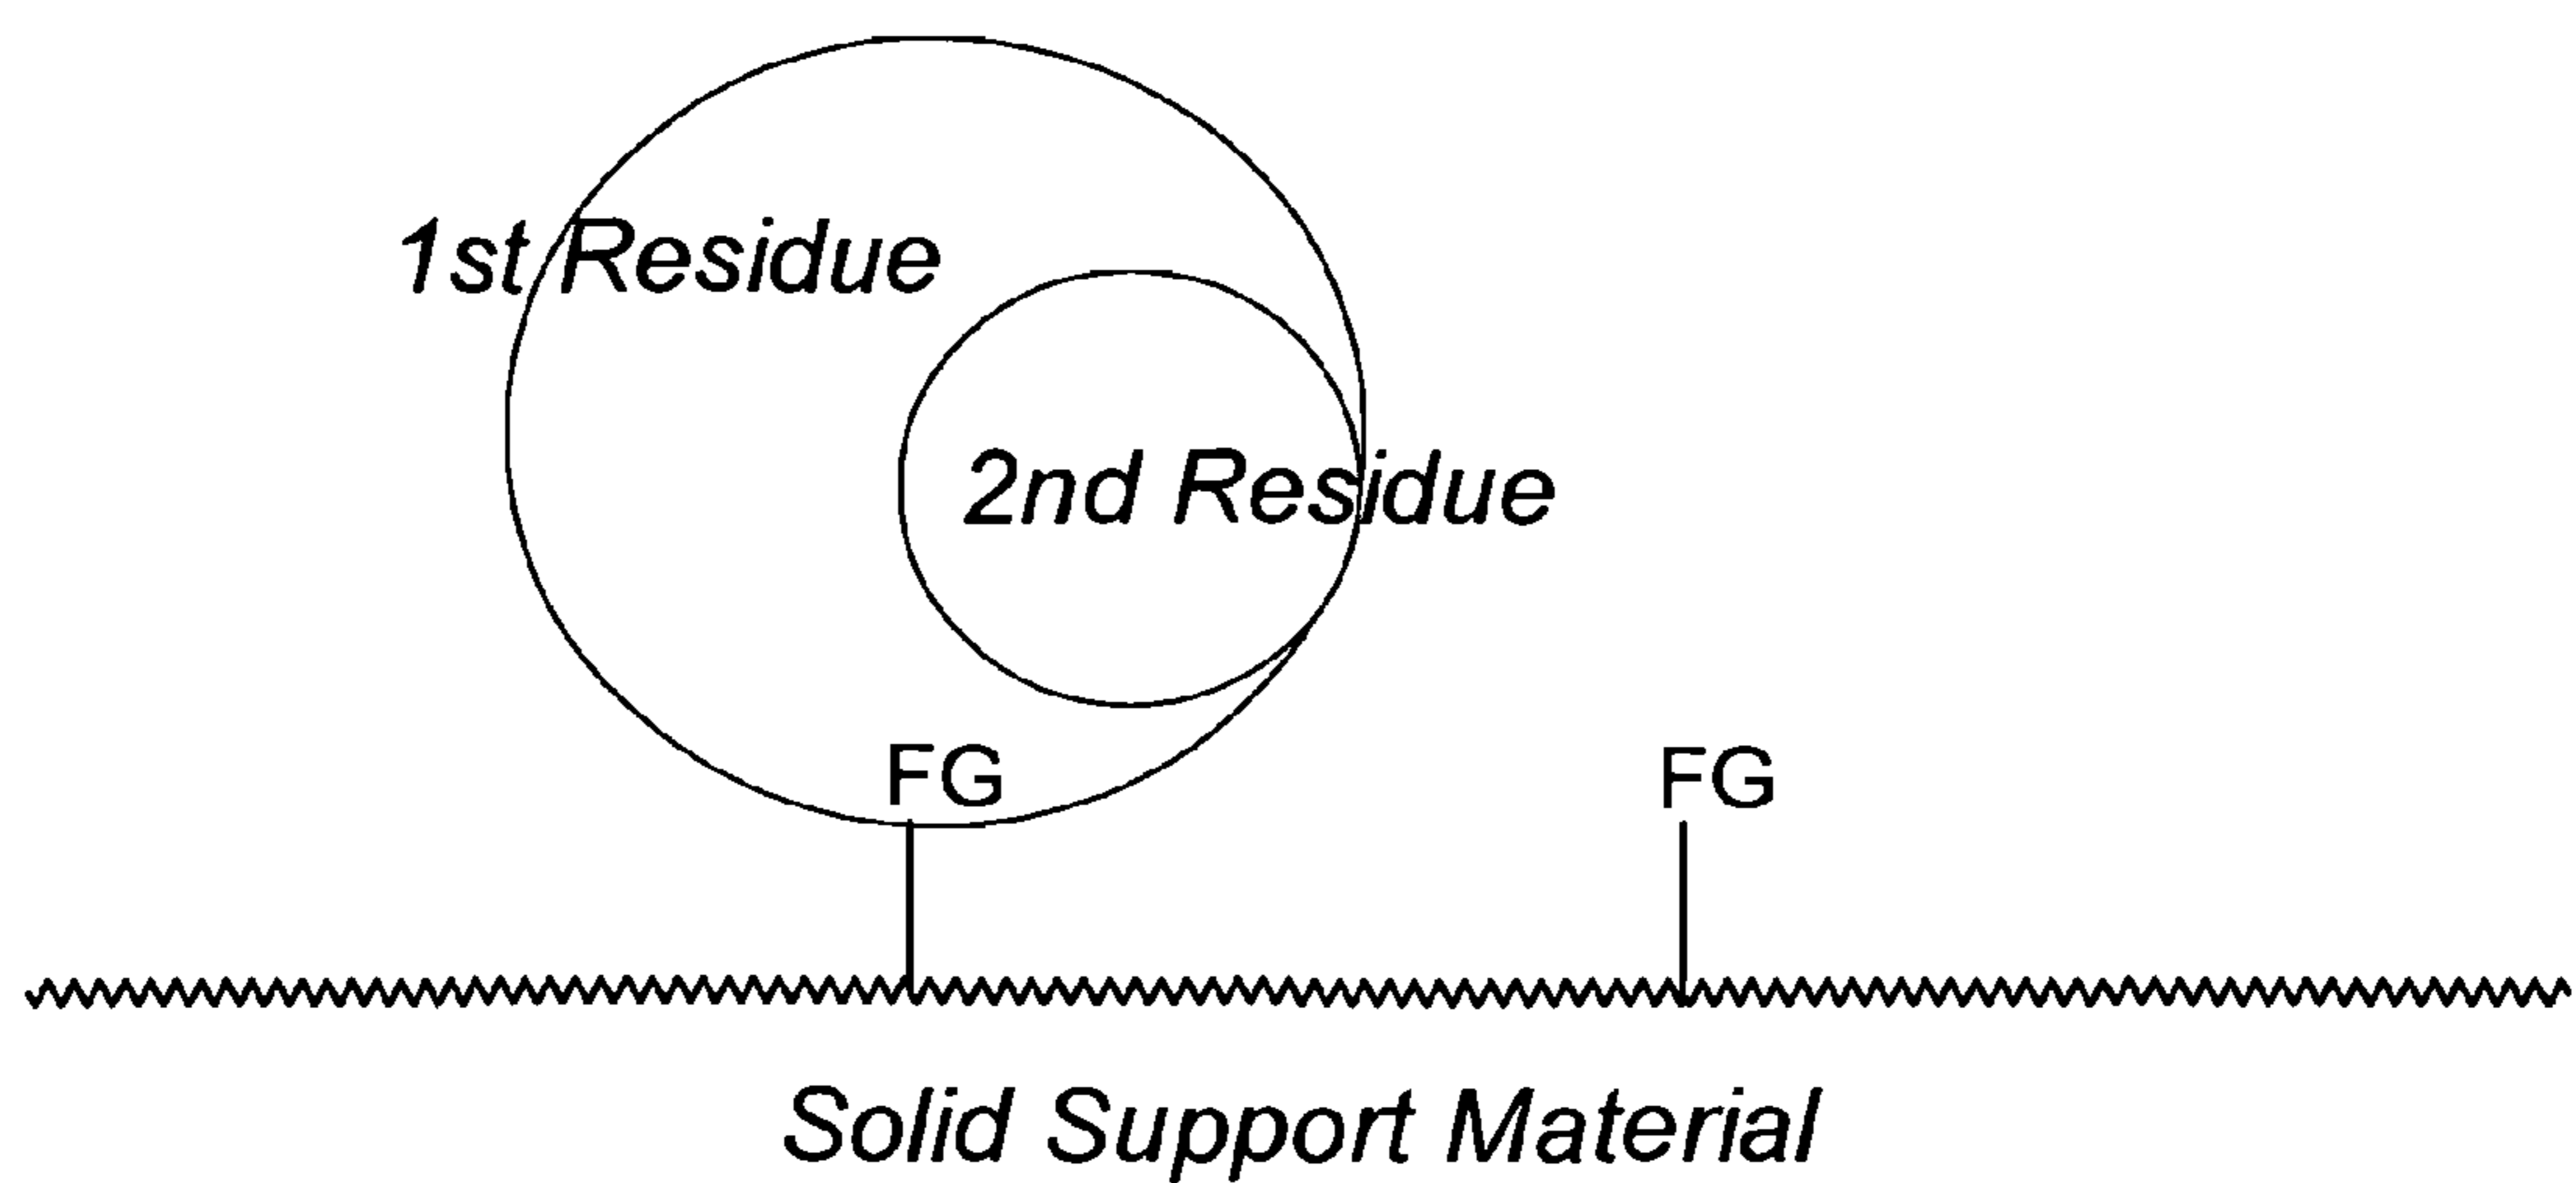 1st Residue
2nd Residue
FG FG
Solid Support Material